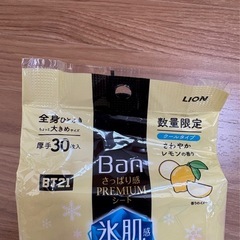 LION
全身ひとふき
ちょっと大きめサイズ
厚手30枚入
BT21
数量限定
クールタイプ
さわやか
レモンの香り
Ban
さっぱり感
PREMIUM
シート
氷肌感